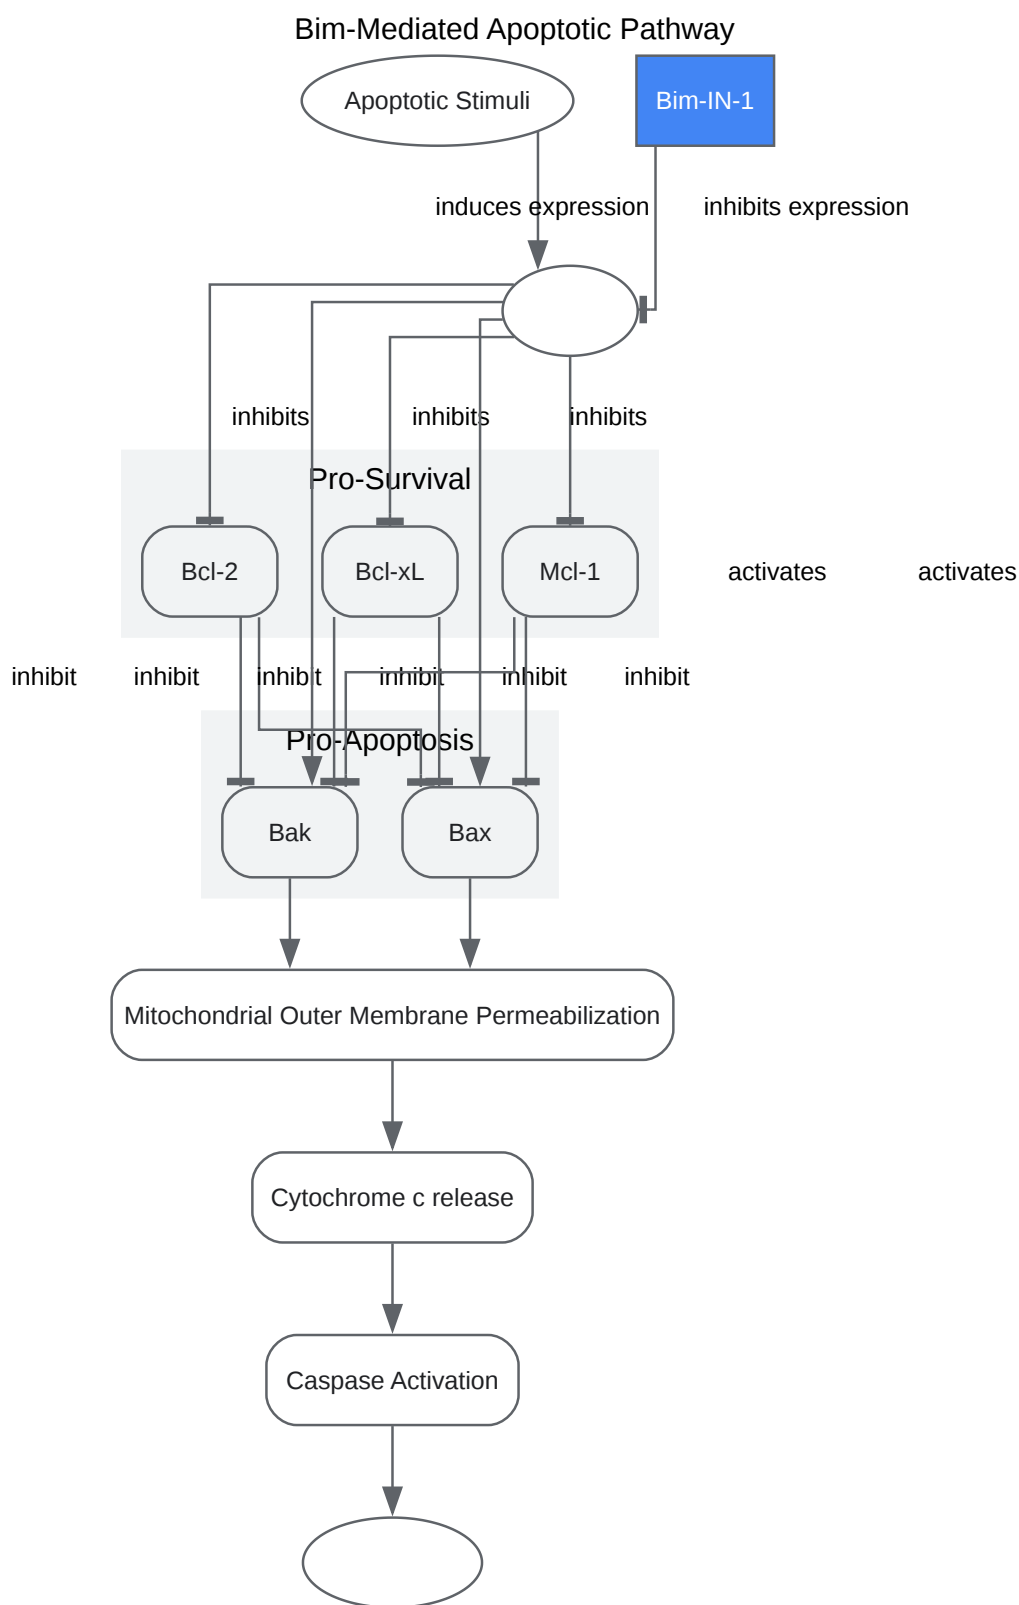 Bim-Mediated Apoptotic Pathway
Apoptotic Stimuli
Bim-IN-1
induces expression
inhibits expression
inhibits
inhibits
inhibits
Pro-Survival
Bcl-2
Bcl-xL
Mcl-1
activates
activates
inhibit
inhibit
inhibit
inhibit
inhibit
inhibit
Pro-Apoptosis
Bak
Bax
Mitochondrial Outer Membrane Permeabilization
Cytochrome c release
Caspase Activation